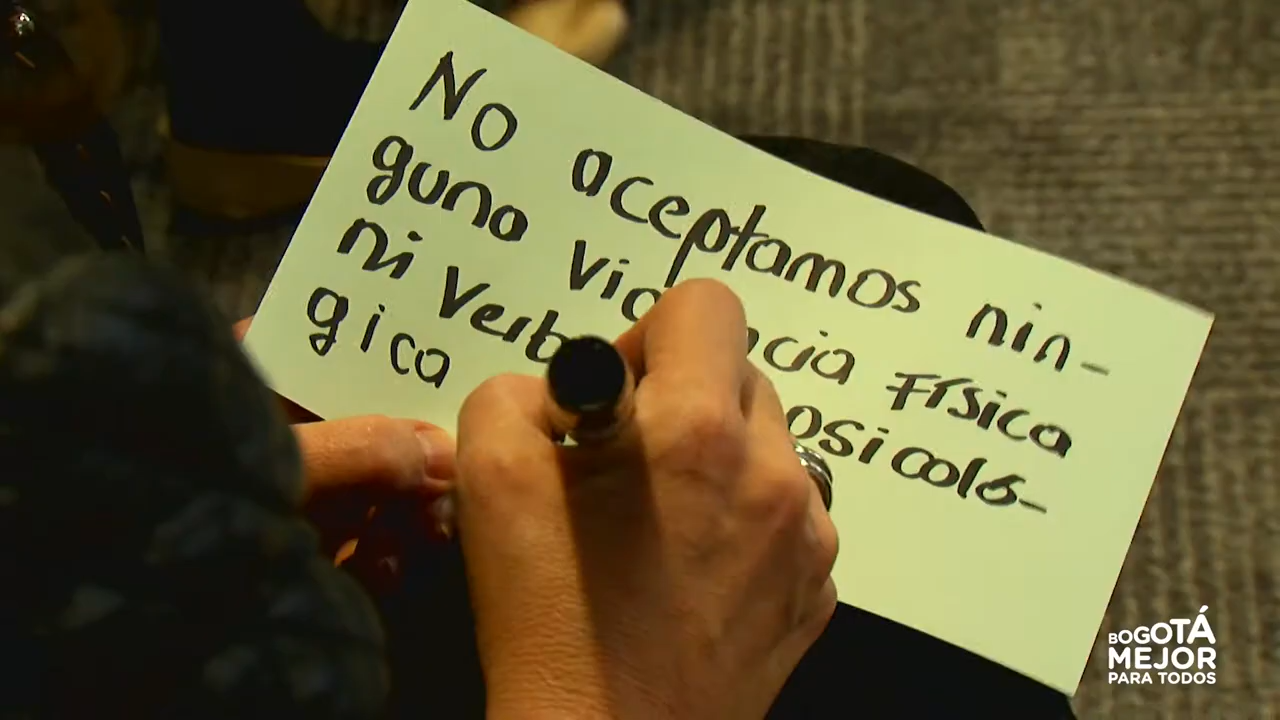 No aceptamos nin-
guna física
ni
gica
BOGOTÁ
MEJOR
PARA TODOS